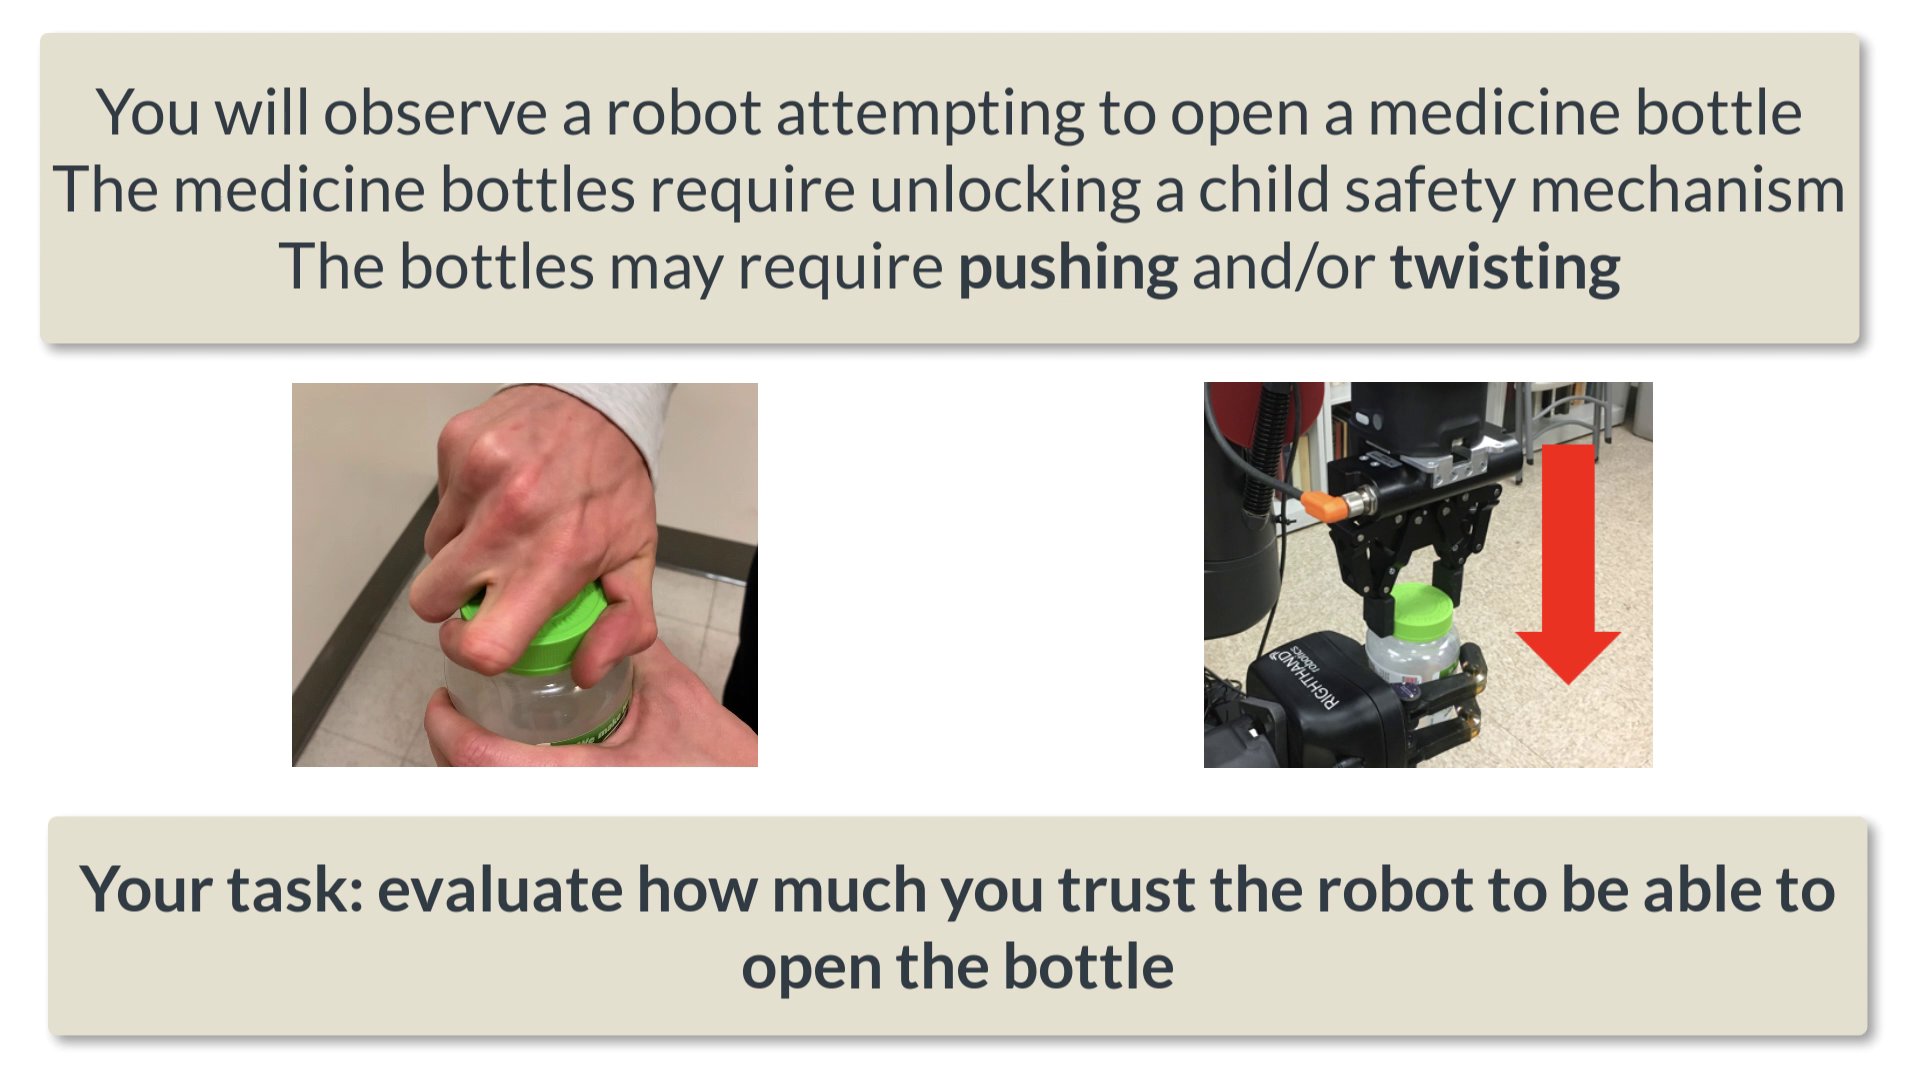 You will observe a robot attempting to open a medicine bottle
The medicine bottles require unlocking a child safety mechanism
The bottles may require pushing and/or twisting
RIGHTHAND
robotics
Your task: evaluate how much you trust the robot to be able to
open the bottle